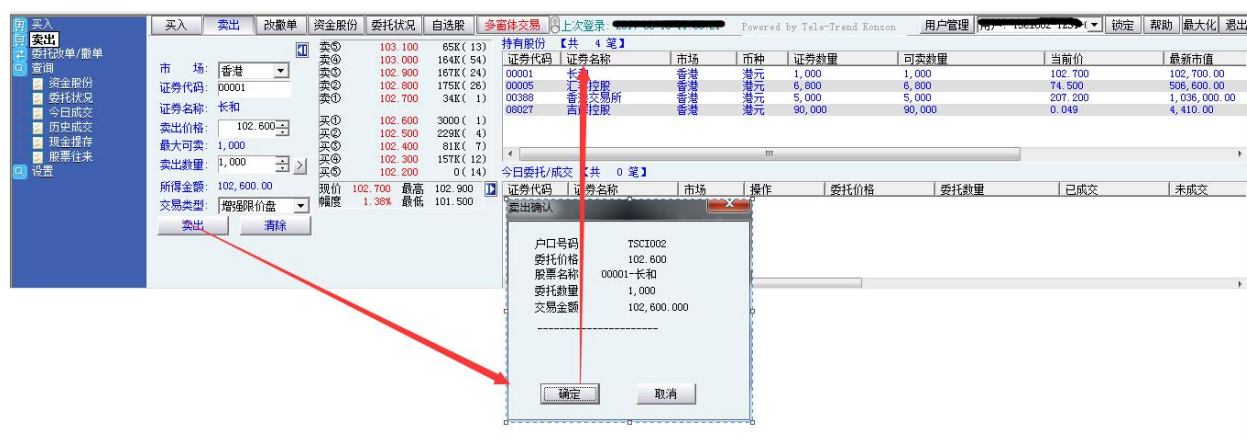 买入
卖出
委托改单/撤单
查询
资金股份
委托状况
今日成交
历史成交
现金提存
股票往来
设置
买入 卖出 改撤单 资金股份 委托状况 自选股 多窗体交易 上次登录: Powered by Tele-Trend Konson 用户管理 锁定 帮助 最大化 退出
市 场: 香港
证券代码: 00001
证券名称: 长和
卖出价格: 102.600
最大可卖: 1,000
卖出数量: 1,000
所得金额: 102,600.00
交易类型: 增强限价盘
卖出 清除
卖⑤ 103.100 65K( 13)
卖④ 103.000 164K( 54)
卖③ 102.900 167K( 24)
卖② 102.800 175K( 26)
卖① 102.700 34K( 1)
买① 102.600 3000( 1)
买② 102.500 229K( 4)
买③ 102.400 81K( 7)
买④ 102.300 157K( 12)
买⑤ 102.200 0( 14)
现价 102.700 最高 102.900
幅度 1.38% 最低 101.500
持有股份 【共 4 笔】
证券代码 证券名称 市场 币种 证券数量 可卖数量 当前价 最新市值
00001 长 香港 港元 1,000 1,000 102.700 102,700.00
00005 汇 控股 香港 港元 6,800 6,800 74.500 506,600.00
00388 香 交易所 香港 港元 5,000 5,000 207.200 1,036,000.00
08027 吉 控股 香港 港元 90,000 90,000 0.049 4,410.00
今日委托/成交 【共 0 笔】
证券代码 证券名称 市场 操作 委托价格 委托数量 已成交 未成交
卖出确认
户口号码 TSCI002
委托价格 102.600
股票名称 00001-长和
委托数量 1,000
交易金额 102,600.000
----------------------
确定 取消